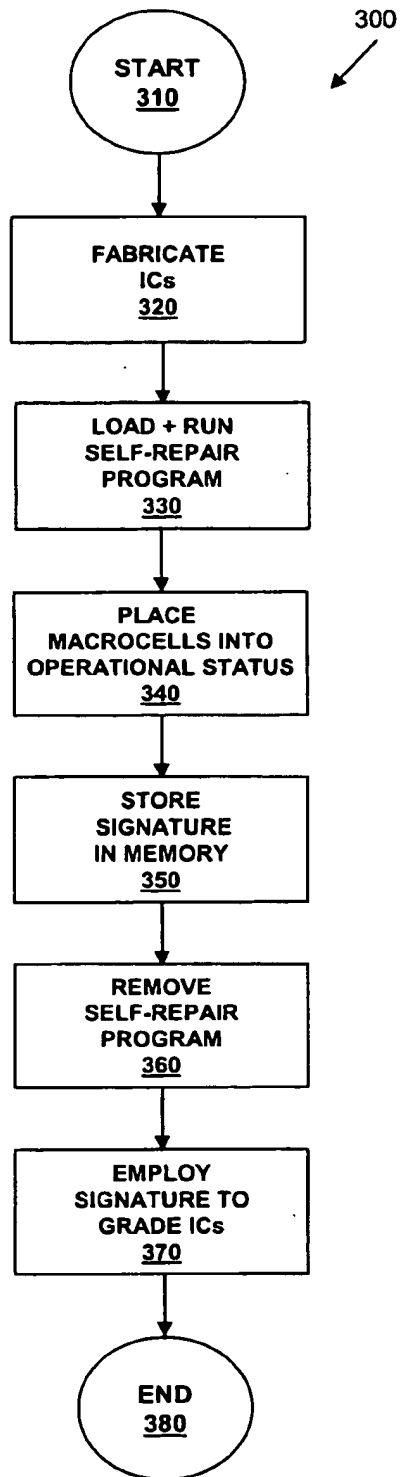 300
START
310
FABRICATE
ICs
320
LOAD + RUN
SELF-REPAIR
PROGRAM
330
PLACE
MACROCELLS INTO
OPERATIONAL STATUS
340
STORE
SIGNATURE
IN MEMORY
350
REMOVE
SELF-REPAIR
PROGRAM
360
EMPLOY
SIGNATURE TO
GRADE ICs
370
END
380